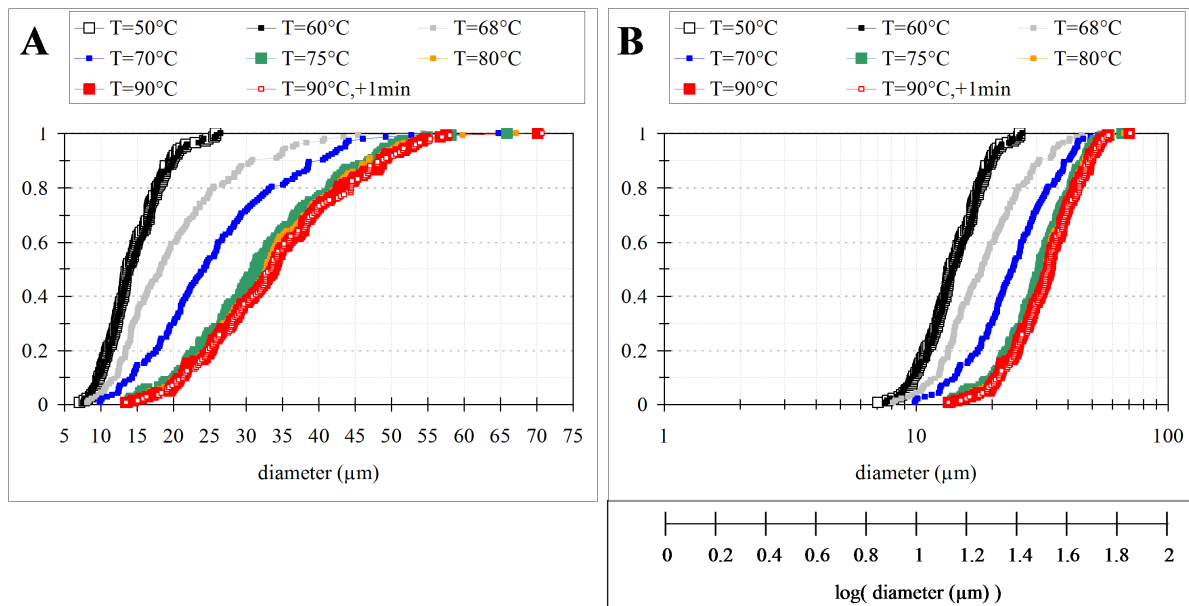 A
T=50°C T=60°C T=68°C
T=70°C T=75°C T=80°C
T=90°C T=90°C,+1min
1
0.8
0.6
0.4
0.2
0
5 10 15 20 25 30 35 40 45 50 55 60 65 70 75
diameter (µm)
B
T=50°C T=60°C T=68°C
T=70°C T=75°C T=80°C
T=90°C T=90°C,+1min
1
0.8
0.6
0.4
0.2
0
1 10 100
diameter (µm)
0 0.2 0.4 0.6 0.8 1 1.2 1.4 1.6 1.8 2
log( diameter (µm) )